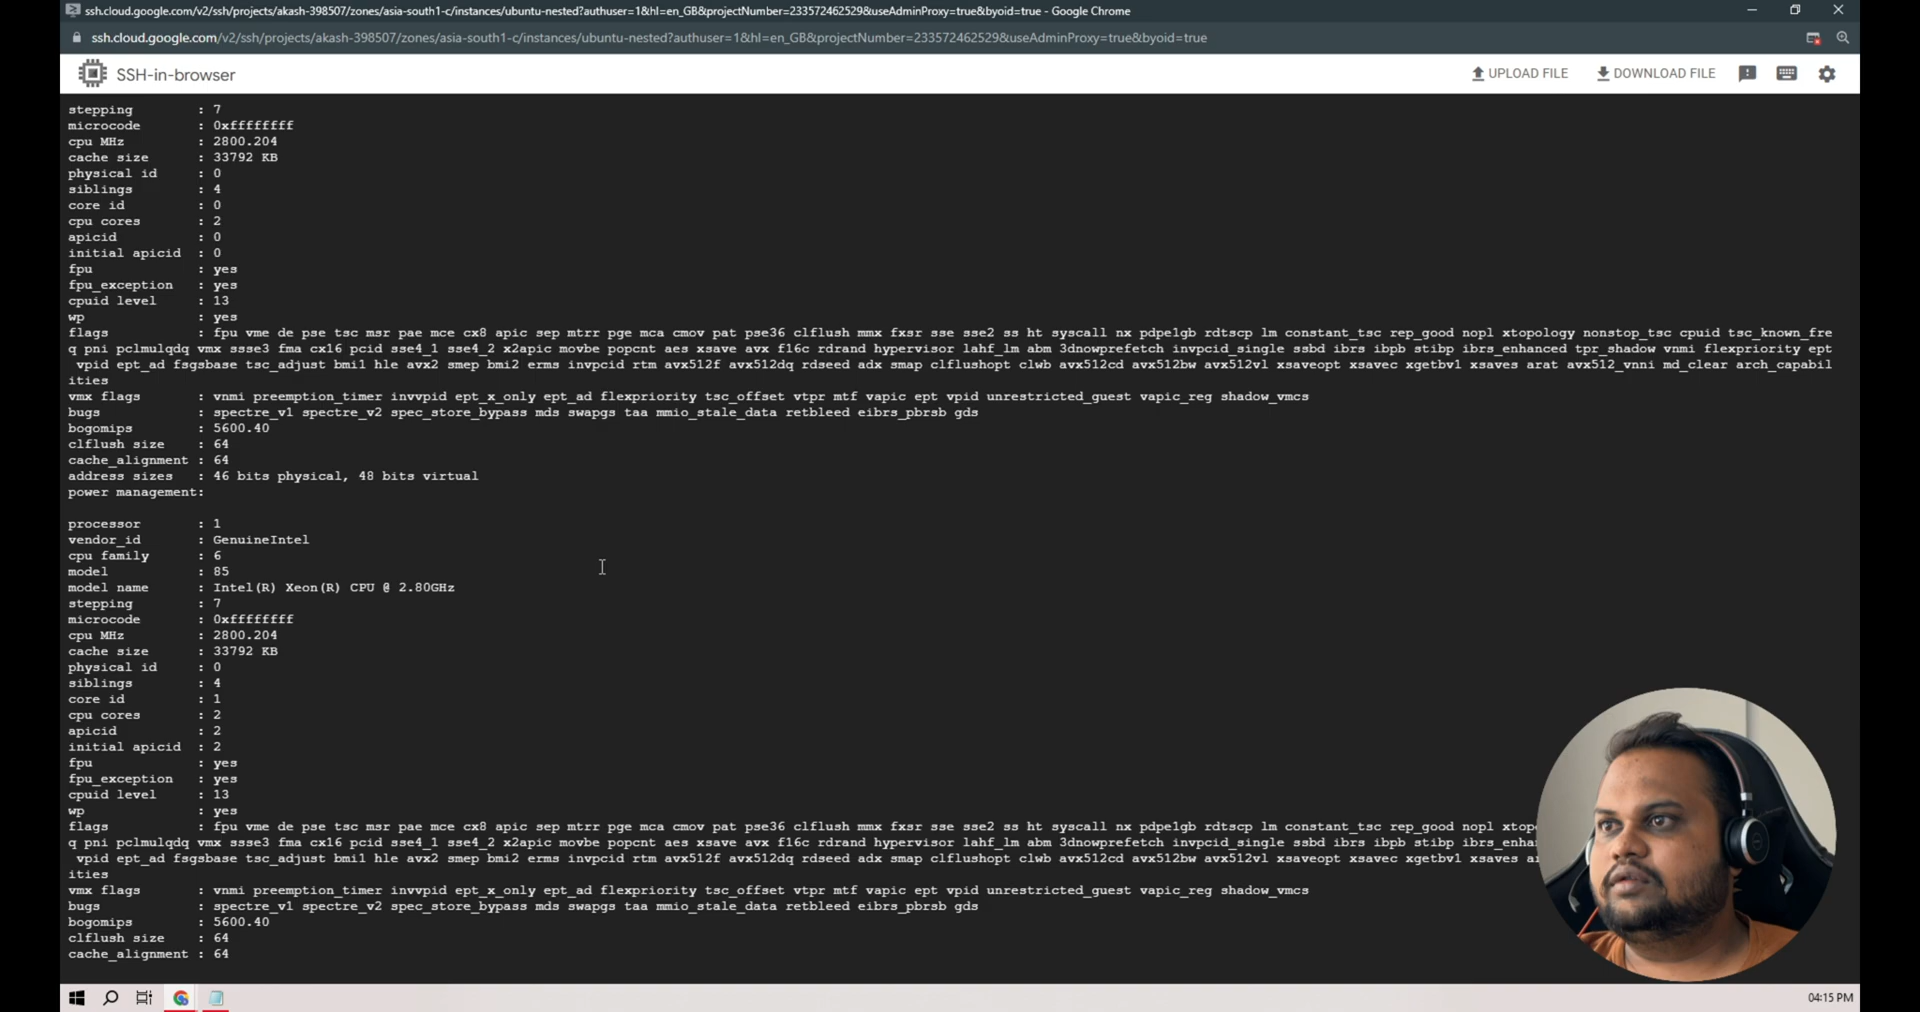 ssh.cloud.google.com/v2/ssh/projects/akash-398507/zones/asia-south1-c/instances/ubuntu-nested?authuser=1&hl=en_GB&projectNumber=233572462529&useAdminProxy=true&byoid=true - Google Chrome
ssh.cloud.google.com/v2/ssh/projects/akash-398507/zones/asia-south1-c/instances/ubuntu-nested?authuser=1&hl=en_GB&projectNumber=233572462529&useAdminProxy=true&byoid=true
SSH-in-browser UPLOAD FILE DOWNLOAD FILE
stepping : 7
microcode : 0xffffffff
cpu MHz : 2800.204
cache size : 33792 KB
physical id : 0
siblings : 4
core id : 0
cpu cores : 2
apicid : 0
initial apicid : 0
fpu : yes
fpu_exception : yes
cpuid level : 13
wp : yes
flags : fpu vme de pse tsc msr pae mce cx8 apic sep mtrr pge mca cmov pat pse36 clflush mmx fxsr sse sse2 ss ht syscall nx pdpe1gb rdtscp lm constant_tsc rep_good nopl xtopology nonstop_tsc cpuid tsc_known_fre
q pni pclmulqdq vmx ssse3 fma cx16 pcid sse4_1 sse4_2 x2apic movbe popcnt aes xsave avx f16c rdrand hypervisor lahf_lm abm 3dnowprefetch invpcid_single ssbd ibrs ibpb stibp ibrs_enhanced tpr_shadow vnmi flexpriority ept
vpid ept_ad fsgsbase tsc_adjust bmi1 hle avx2 smep bmi2 erms invpcid rtm avx512f avx512dq rdseed adx smap clflushopt clwb avx512cd avx512bw avx512vl xsaveopt xsavec xgetbv1 xsaves arat avx512_vnni md_clear arch_capabil
ities
vmx flags : vnmi preemption_timer invvpid ept_x_only ept_ad flexpriority tsc_offset vtpr mtf vapic ept vpid unrestricted_guest vapic_reg shadow_vmcs
bugs : spectre_v1 spectre_v2 spec_store_bypass mds swapgs taa mmio_stale_data retbleed eibrs_pbrsb gds
bogomips : 5600.40
clflush size : 64
cache_alignment : 64
address sizes : 46 bits physical, 48 bits virtual
power management:
processor : 1
vendor_id : GenuineIntel
cpu family : 6
model : 85
model name : Intel(R) Xeon(R) CPU @ 2.80GHz
stepping : 7
microcode : 0xffffffff
cpu MHz : 2800.204
cache size : 33792 KB
physical id : 0
siblings : 4
core id : 1
cpu cores : 2
apicid : 2
initial apicid : 2
fpu : yes
fpu_exception : yes
cpuid level : 13
wp : yes
flags : fpu vme de pse tsc msr pae mce cx8 apic sep mtrr pge mca cmov pat pse36 clflush mmx fxsr sse sse2 ss ht syscall nx pdpe1gb rdtscp lm constant_tsc rep_good nopl
q pni pclmulqdq vmx ssse3 fma cx16 pcid sse4_1 sse4_2 x2apic movbe popcnt aes xsave avx f16c rdrand hypervisor lahf_lm abm 3dnowprefetch invpcid_single ssbd ibrs ibpb stibp
vpid ept_ad fsgsbase tsc_adjust bmi1 hle avx2 smep bmi2 erms invpcid rtm avx512f avx512dq rdseed adx smap clflushopt clwb avx512cd avx512bw avx512vl xsaveopt xsavec xgetbv1 xsaves
ities
vmx flags : vnmi preemption_timer invvpid ept_x_only ept_ad flexpriority tsc_offset vtpr mtf vapic ept vpid unrestricted_guest vapic_reg shadow_vmcs
bugs : spectre_v1 spectre_v2 spec_store_bypass mds swapgs taa mmio_stale_data retbleed eibrs_pbrsb gds
bogomips : 5600.40
clflush size : 64
cache_alignment : 64
04:15 PM